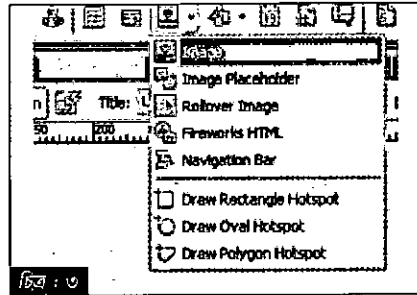 Image
Image Placeholder
Title:
Rollover Image
50 200
Fireworks HTML
Navigation Bar
Draw Rectangle Hotspot
Draw Oval Hotspot
Draw Polygon Hotspot